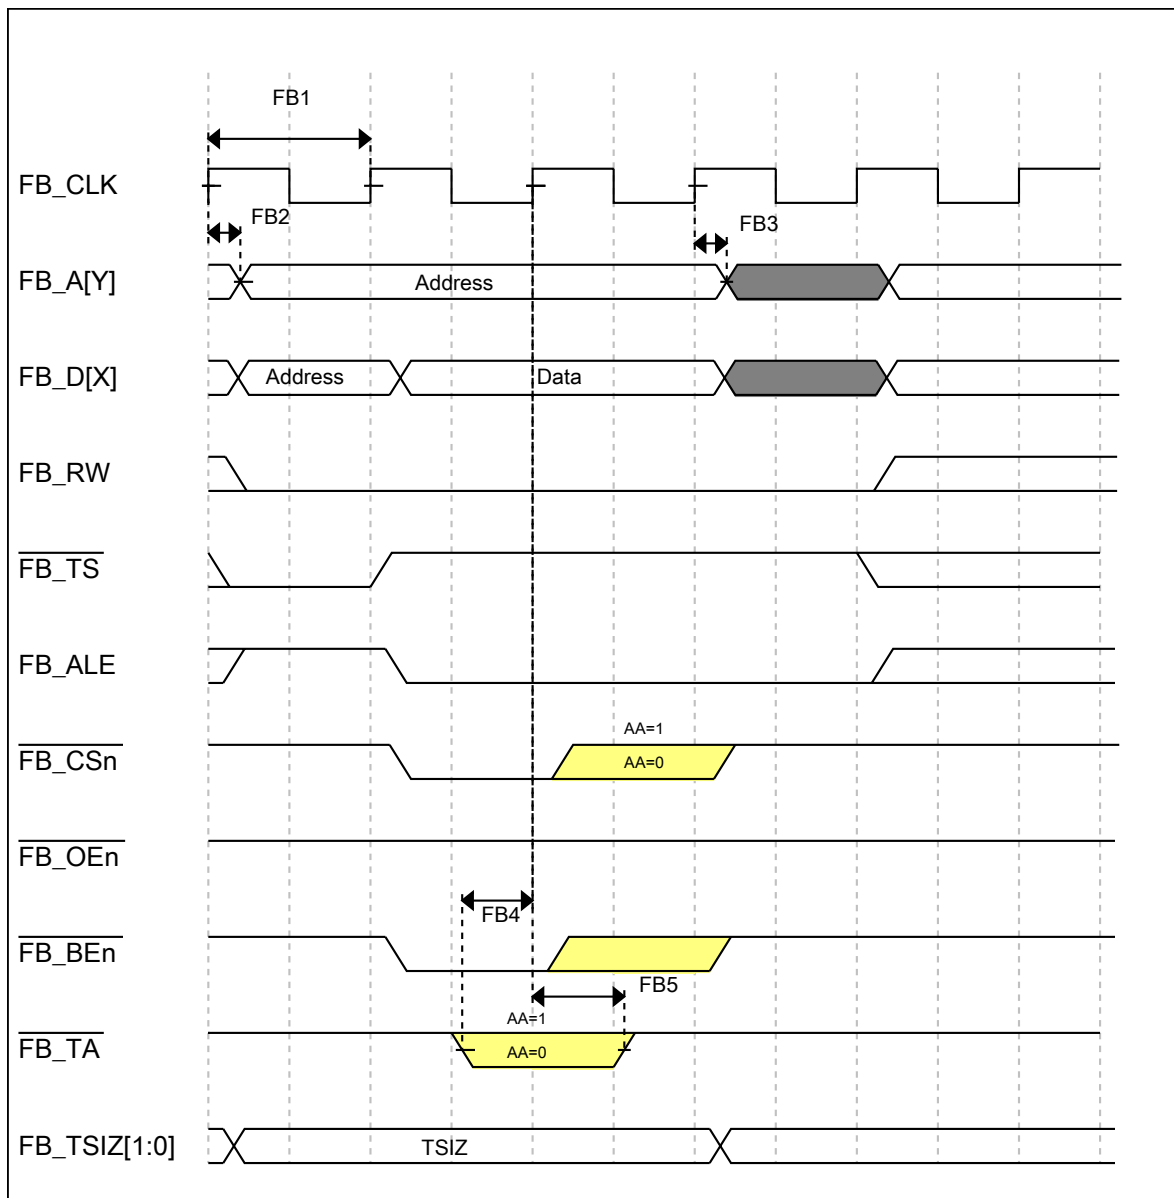 FB1
FB_CLK
FB2
FB3
FB_A[Y]
Address
FB_D[X]
Address
Data
FB_RW
FB_TS
FB_ALE
AA=1
FB_CSn
AA=0
FB_OEn
FB4
FB_BEn
FB5
AA=1
FB_TA
AA=0
FB_TSIZ[1:0]
TSIZ